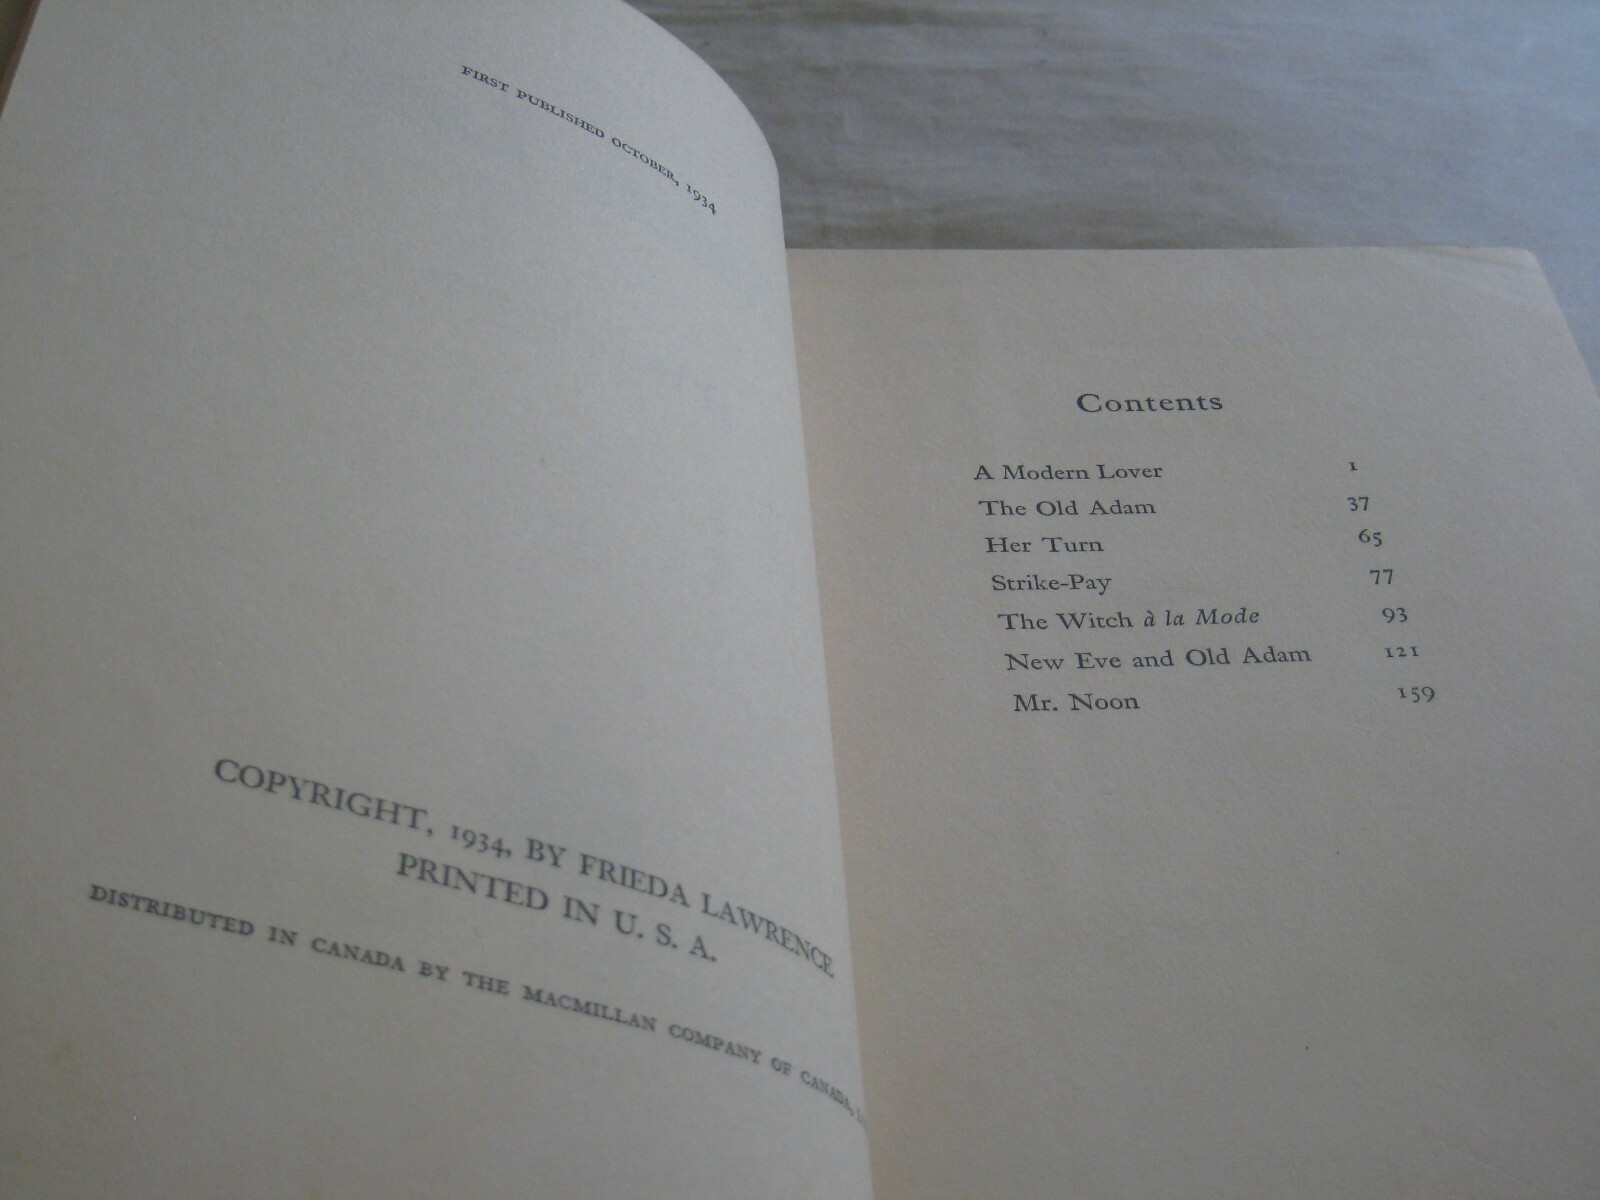 FIRST PUBLISHED OCTOBER, 1934
COPYRIGHT, 1934, BY FRIEDA LAWRENCE
PRINTED IN U. S. A.
DISTRIBUTED IN CANADA BY THE MACMILLAN COMPANY OF CANADA,
Contents
A Modern Lover 1
The Old Adam 37
Her Turn 65
Strike-Pay 77
The Witch à la Mode 93
New Eve and Old Adam 121
Mr. Noon 159